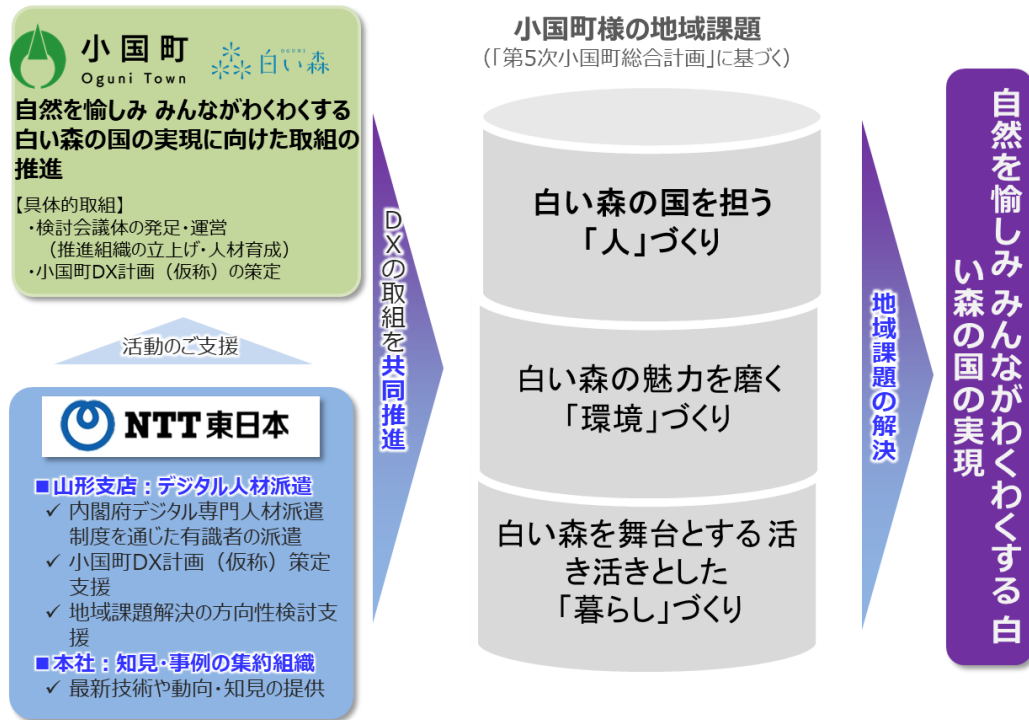 小国町
Oguni Town
oguni
白い森
自然を愉しみ みんながわくわくする
白い森の国の実現に向けた取組の
推進
【具体的取組】
・検討会議体の発足・運営
（推進組織の立上げ・人材育成）
・小国町DX計画（仮称）の策定
活動のご支援
NTT東日本
■山形支店：デジタル人材派遣
✓ 内閣府デジタル専門人材派遣
制度を通じた有識者の派遣
✓ 小国町DX計画（仮称）策定
支援
✓ 地域課題解決の方向性検討支
援
■本社：知見・事例の集約組織
✓ 最新技術や動向・知見の提供
DXの取組を共同推進
小国町様の地域課題
（「第5次小国町総合計画」に基づく）
白い森の国を担う
「人」づくり
白い森の魅力を磨く
「環境」づくり
白い森を舞台とする 活
き活きとした
「暮らし」づくり
地域課題の解決
自然を愉しみ みんながわくわくする 白
い森の国の実現